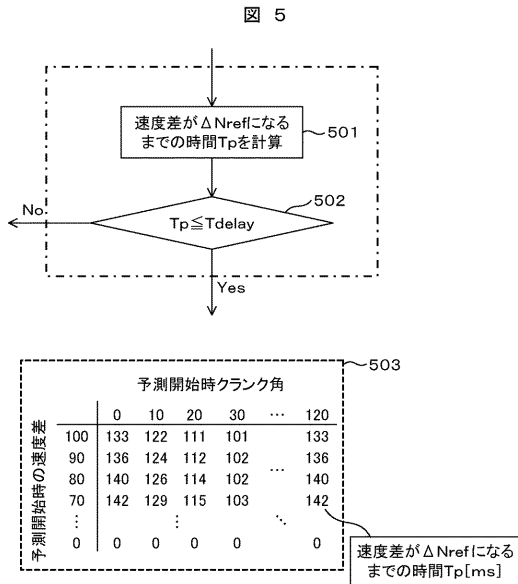 図 5
速度差がΔNrefになる
までの時間Tpを計算
501
502
No
Tp≦Tdelay
Yes
503
予測開始時クランク角
予測開始時の速度差
0 10 20 30 … 120
100 133 122 111 101 133
90 136 124 112 102 … 136
80 140 126 114 102 140
70 142 129 115 103 142
⋮ ⋮ ⋱
0 0 0 0 0 0
速度差がΔNrefになる
までの時間Tp[ms]